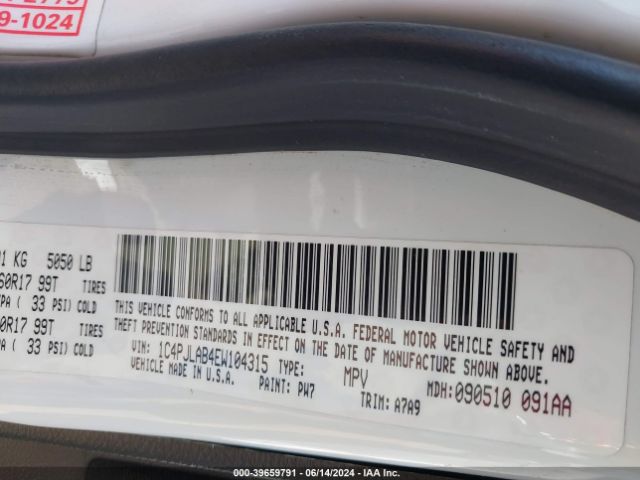 9-1024
1 KG 5050 LB
60R17 99T TIRES
PA ( 33 PSI) COLD
0R17 99T TIRES
( 33 PSI) COLD
THIS VEHICLE CONFORMS TO ALL APPLICABLE U.S.A. FEDERAL MOTOR VEHICLE SAFETY AND
THEFT PREVENTION STANDARDS IN EFFECT ON THE DATE OF MANUFACTURE SHOWN ABOVE.
VIN: 1C4PJLAB4EW104315 TYPE: MPV MDH:090510 091AA
MADE IN U.S.A. PAINT: PW7 TRIM: A7A9
000-39659791 - 06/14/2024 - IAA Inc.